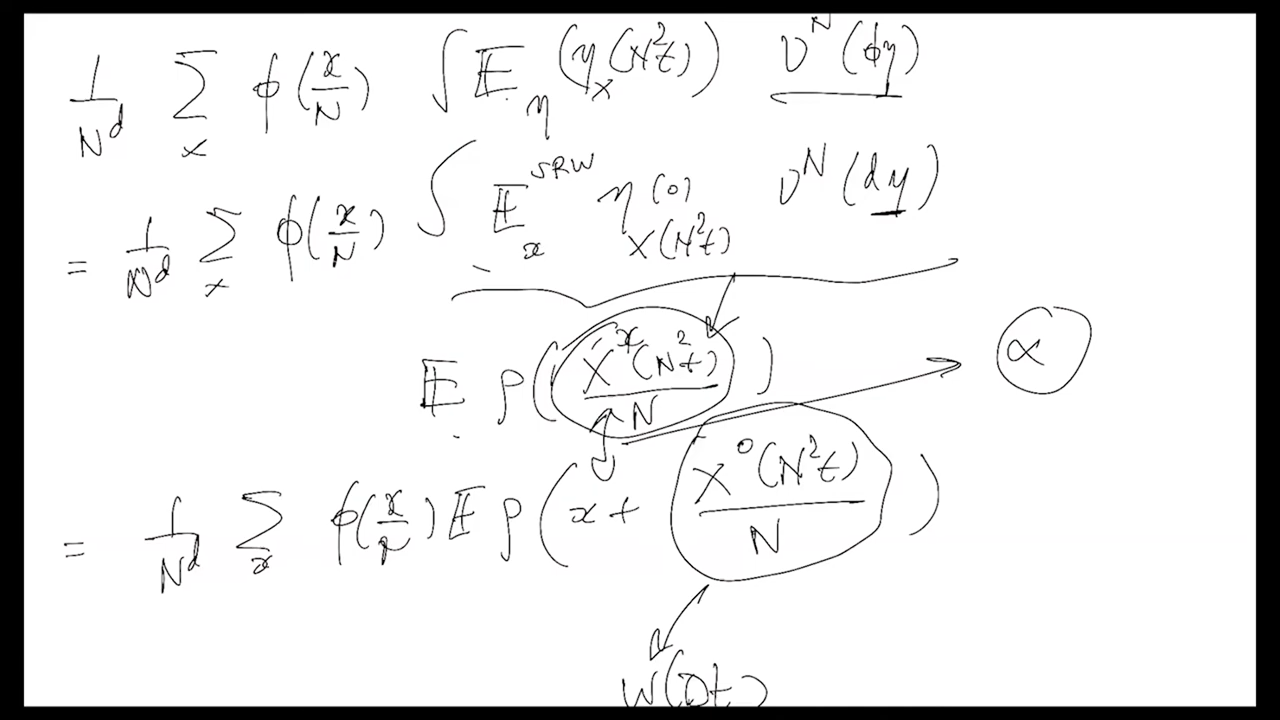 1/N^d ∑_x ϕ(x/N) ∫ 𝔼_η (η_x(N²t)) ν^N(dη)
= 1/N^d ∑_x ϕ(x/N) ∫ 𝔼_x^{SRW} η_{X(N²t)}(0) ν^N(dη)
𝔼 ρ( X^x(N²t)/N ) → ∝
= 1/N^d ∑_x ϕ(x/N) 𝔼 ρ( x + X^0(N²t)/N )
W(Dt)